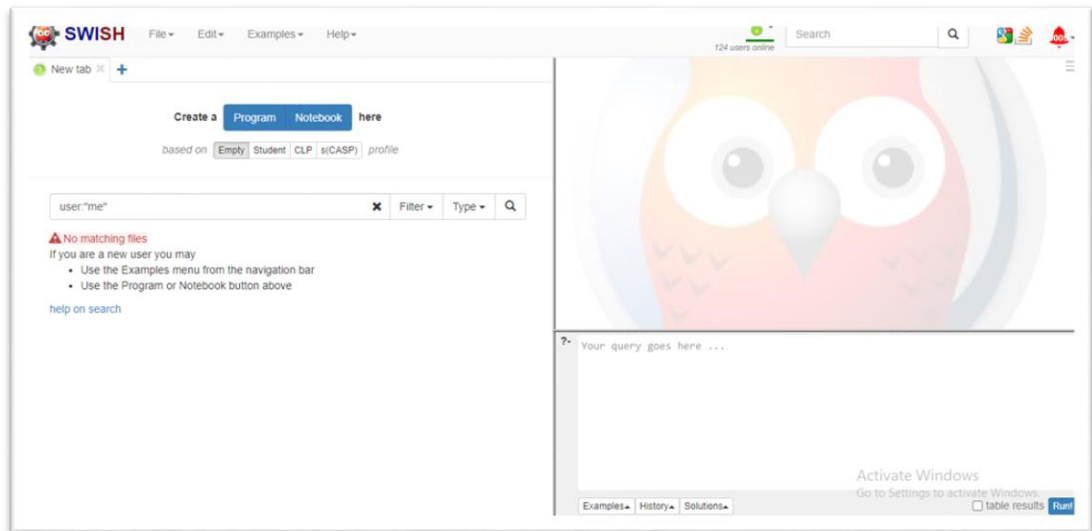 SWISH File Edit Examples Help 124 users online Search
New tab
Create a Program Notebook here
based on Empty Student CLP s(CASP) profile
user:"me" Filter Type
No matching files
If you are a new user you may
• Use the Examples menu from the navigation bar
• Use the Program or Notebook button above
help on search
?- Your query goes here ...
Activate Windows
Go to Settings to activate Windows.
Examples History Solutions table results Run!